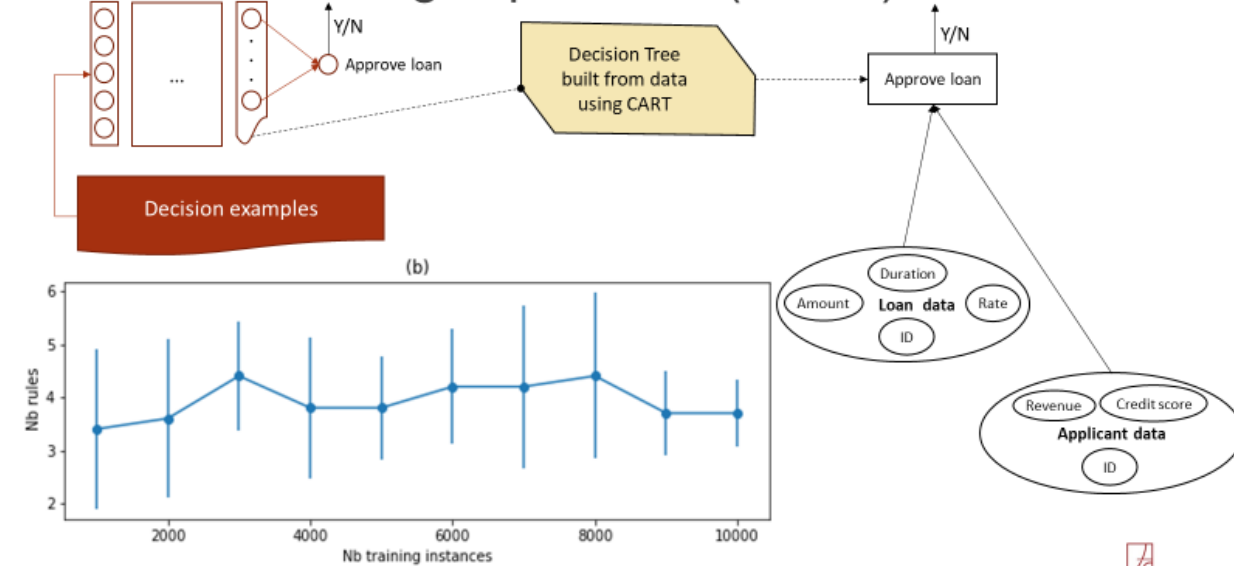 Y/N
Approve loan
...
Decision Tree
built from data
using CART
Y/N
Approve loan
Decision examples
(b)
6
5
4
3
2
Nb rules
2000 4000 6000 8000 10000
Nb training instances
Duration
Amount Loan data Rate
ID
Revenue Credit score
Applicant data
ID